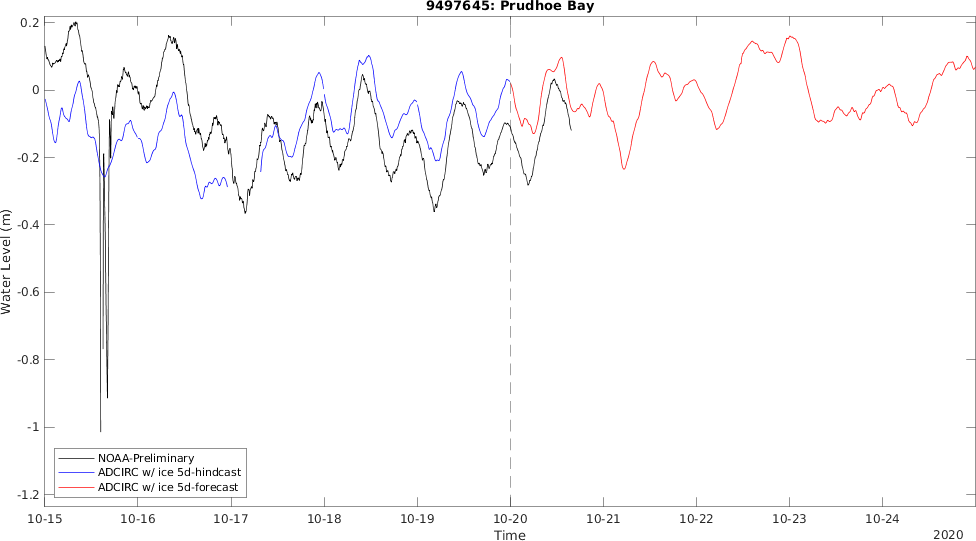 9497645: Prudhoe Bay
0.2
0
-0.2
-0.4
-0.6
-0.8
-1
-1.2
Water Level (m)
NOAA-Preliminary
ADCIRC w/ ice 5d-hindcast
ADCIRC w/ ice 5d-forecast
10-15 10-16 10-17 10-18 10-19 10-20 10-21 10-22 10-23 10-24
Time
2020